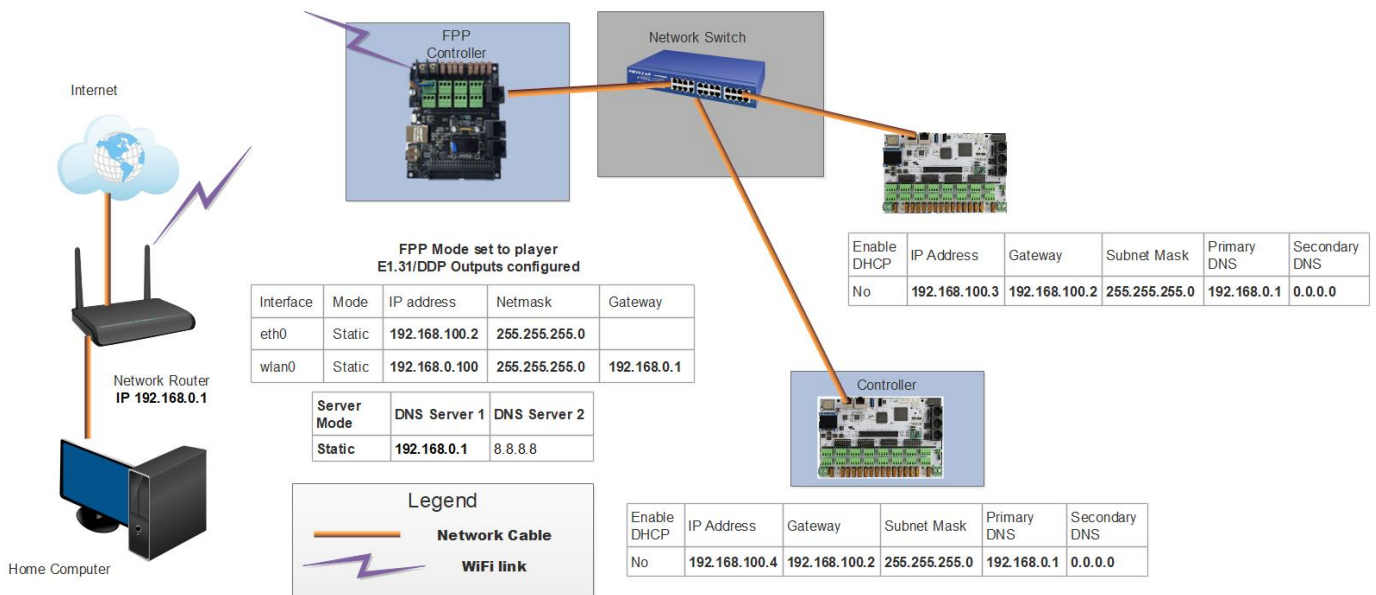 FPP
Controller
Network Switch
Internet
FPP Mode set to player
E1.31/DDP Outputs configured
Interface Mode IP address Netmask Gateway
eth0 Static 192.168.100.2 255.255.255.0
wlan0 Static 192.168.0.100 255.255.255.0 192.168.0.1
Server
Mode DNS Server 1 DNS Server 2
Static 192.168.0.1 8.8.8.8
Network Router
IP 192.168.0.1
Home Computer
Legend
Network Cable
WiFi link
Enable
DHCP IP Address Gateway Subnet Mask Primary
DNS Secondary
DNS
No 192.168.100.3 192.168.100.2 255.255.255.0 192.168.0.1 0.0.0.0
Controller
Enable
DHCP IP Address Gateway Subnet Mask Primary
DNS Secondary
DNS
No 192.168.100.4 192.168.100.2 255.255.255.0 192.168.0.1 0.0.0.0